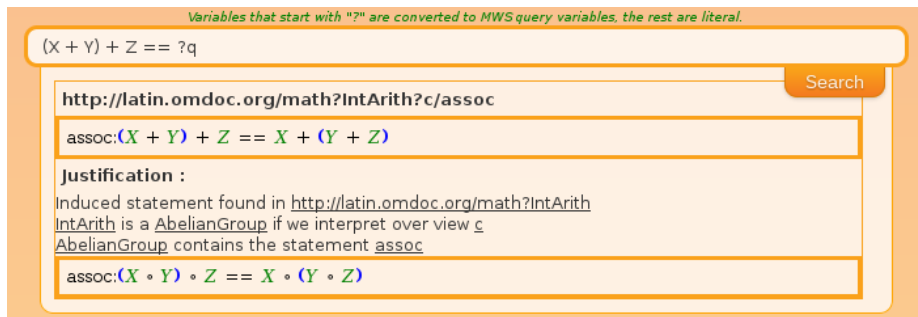 Variables that start with "?" are converted to MWS query variables, the rest are literal.
(X + Y) + Z == ?q
Search
http://latin.omdoc.org/math?IntArith?c/assoc
assoc:(X + Y) + Z == X + (Y + Z)
Justification :
Induced statement found in http://latin.omdoc.org/math?IntArith
IntArith is a AbelianGroup if we interpret over view c
AbelianGroup contains the statement assoc
assoc:(X ∘ Y) ∘ Z == X ∘ (Y ∘ Z)